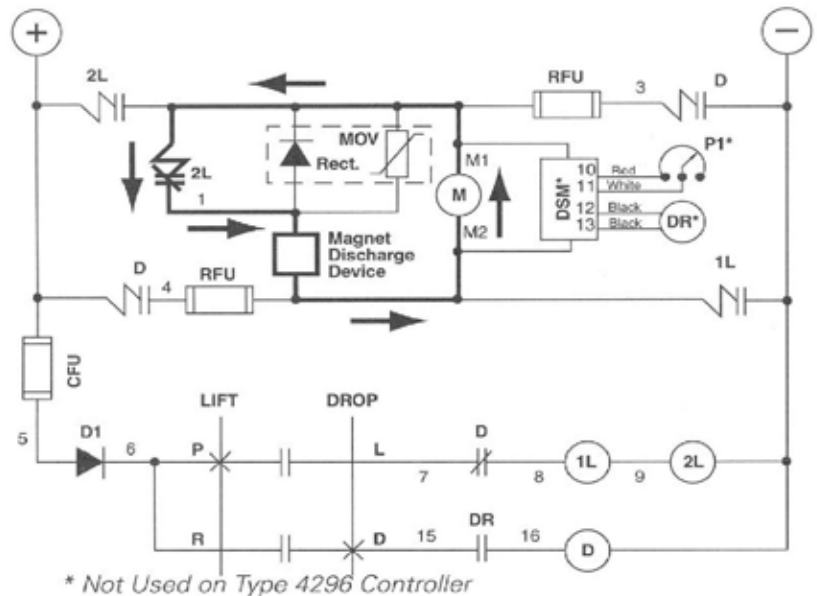 +
−
2L
RFU
3
D
MOV
P1*
2L
Rect.
M1
10
Red
11
White
1
M
DSM*
12
Black
13
Black
DR*
M2
Magnet
Discharge
Device
D
4
RFU
1L
CFU
LIFT
DROP
5
D1
6
P
L
D
7
8
1L
9
2L
R
D
15
DR
16
D
* Not Used on Type 4296 Controller